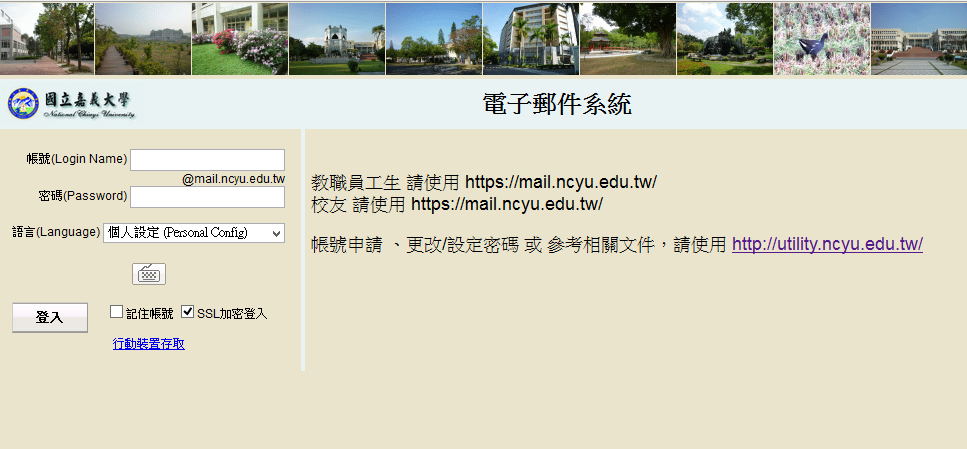 國立嘉義大學
National Chiayi University
電子郵件系統
帳號(Login Name)
@mail.ncyu.edu.tw
密碼(Password)
語言(Language) 個人設定 (Personal Config)
登入 記住帳號 SSL加密登入
行動裝置存取
教職員工生 請使用 https://mail.ncyu.edu.tw/
校友 請使用 https://mail.ncyu.edu.tw/
帳號申請 、更改/設定密碼 或 參考相關文件，請使用 http://utility.ncyu.edu.tw/